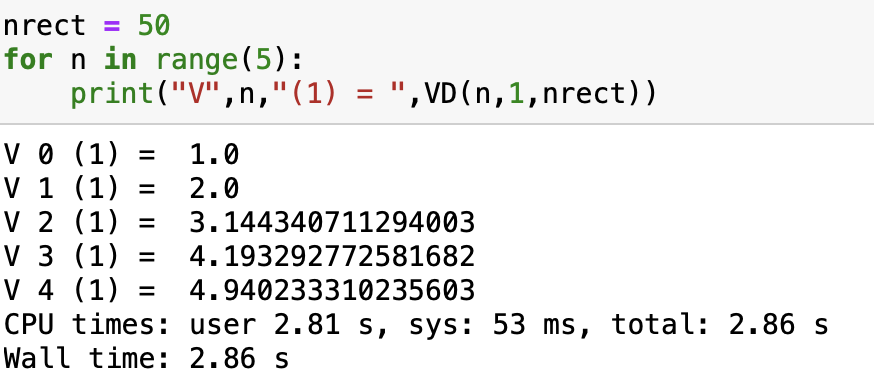 nrect = 50
for n in range(5):
    print("V",n,"(1) = ",VD(n,1,nrect))
V 0 (1) =  1.0
V 1 (1) =  2.0
V 2 (1) =  3.144340711294003
V 3 (1) =  4.193292772581682
V 4 (1) =  4.940233310235603
CPU times: user 2.81 s, sys: 53 ms, total: 2.86 s
Wall time: 2.86 s